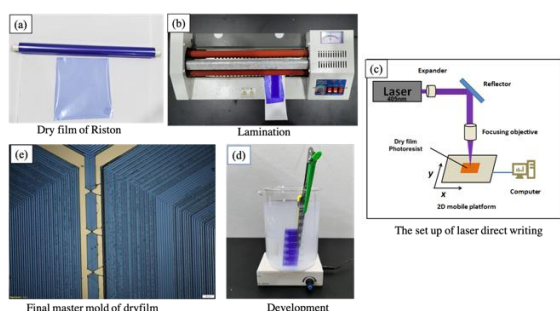 (a)
Dry film of Riston
(b)
Lamination
(c)
Expander
Reflector
Laser
405nm
Focusing objective
Dry film
Photoresist
y
x
2D mobile platform
Computer
The set up of laser direct writing
(e)
Final master mold of dryfilm
(d)
Development